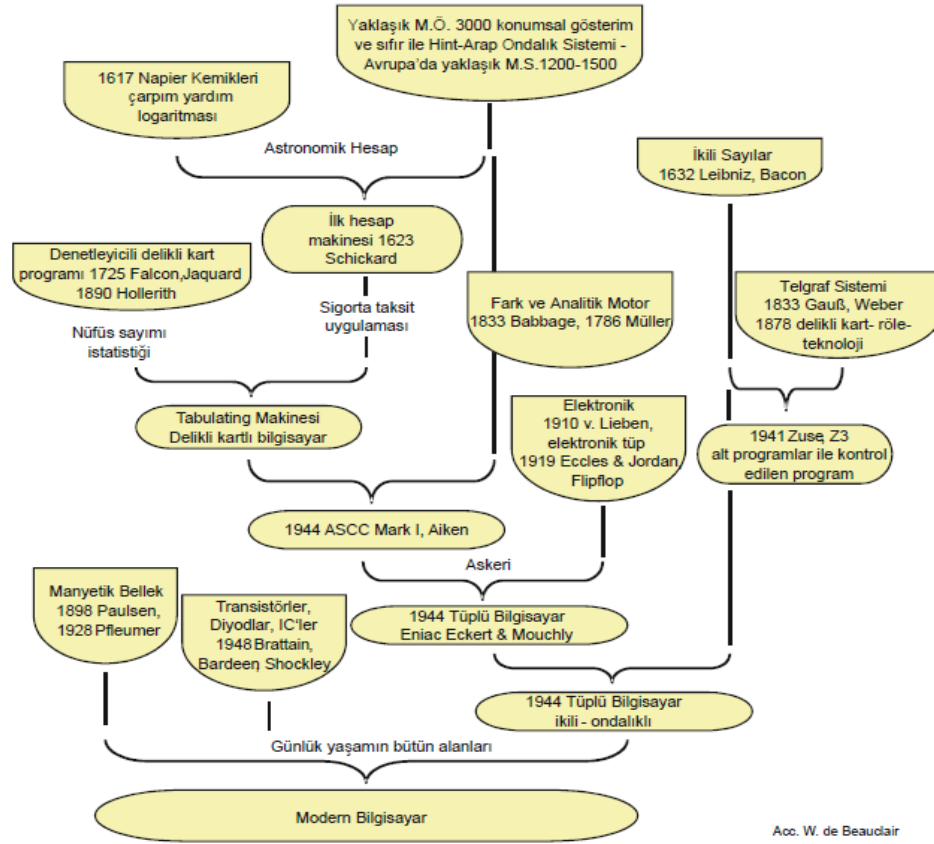 Yaklaşık M.Ö. 3000 konumsal gösterim
ve sıfır ile Hint-Arap Ondalık Sistemi -
Avrupa'da yaklaşık M.S.1200-1500
1617 Napier Kemikleri
çarpım yardım
logaritması
Astronomik Hesap
İkili Sayılar
1632 Leibniz, Bacon
İlk hesap
makinesi 1623
Schickard
Denetleyicili delikli kart
programı 1725 Falcon,Jaquard
1890 Hollerith
Fark ve Analitik Motor
1833 Babbage, 1786 Müller
Telgraf Sistemi
1833 Gauß, Weber
1878 delikli kart- röle-
teknoloji
Nüfüs sayımı
istatistiği
Sigorta taksit
uygulaması
Tabulating Makinesi
Delikli kartlı bilgisayar
Elektronik
1910 v. Lieben,
elektronik tüp
1919 Eccles & Jordan,
Flipflop
1941 Zuse, Z3
alt programlar ile kontrol
edilen program
1944 ASCC Mark I, Aiken
Askeri
Manyetik Bellek
1898 Paulsen,
1928 Pfleumer
Transistörler,
Diyodlar, IC'ler
1948 Brattain,
Bardeen, Shockley
1944 Tüplü Bilgisayar
Eniac Eckert & Mouchly
1944 Tüplü Bilgisayar
ikili - ondalıklı
Günlük yaşamın bütün alanları
Modern Bilgisayar
Acc. W. de Beauclair